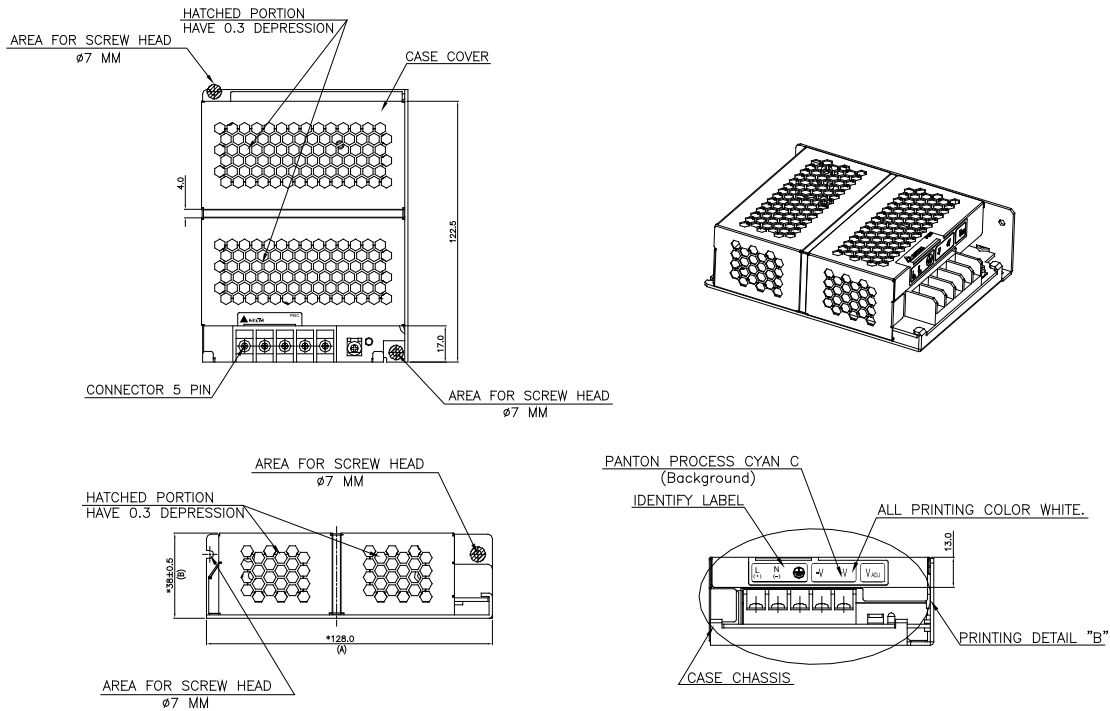 HATCHED PORTION
HAVE 0.3 DEPRESSION
AREA FOR SCREW HEAD
Ø7 MM
CASE COVER
4.0
122.5
17.0
CONNECTOR 5 PIN
AREA FOR SCREW HEAD
Ø7 MM
AREA FOR SCREW HEAD
Ø7 MM
HATCHED PORTION
HAVE 0.3 DEPRESSION
*38±0.5
(B)
*128.0
(A)
AREA FOR SCREW HEAD
Ø7 MM
PANTON PROCESS CYAN C
(Background)
IDENTIFY LABEL
ALL PRINTING COLOR WHITE.
13.0
L
(+)
N
(-)
-V
V ADJ
PRINTING DETAIL "B"
CASE CHASSIS